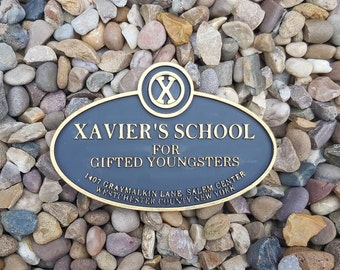 X
XAVIER'S SCHOOL
FOR
GIFTED YOUNGSTERS
1407 GRAYMALKIN LANE, SALEM CENTER
WESTCHESTER COUNTY NEW YORK